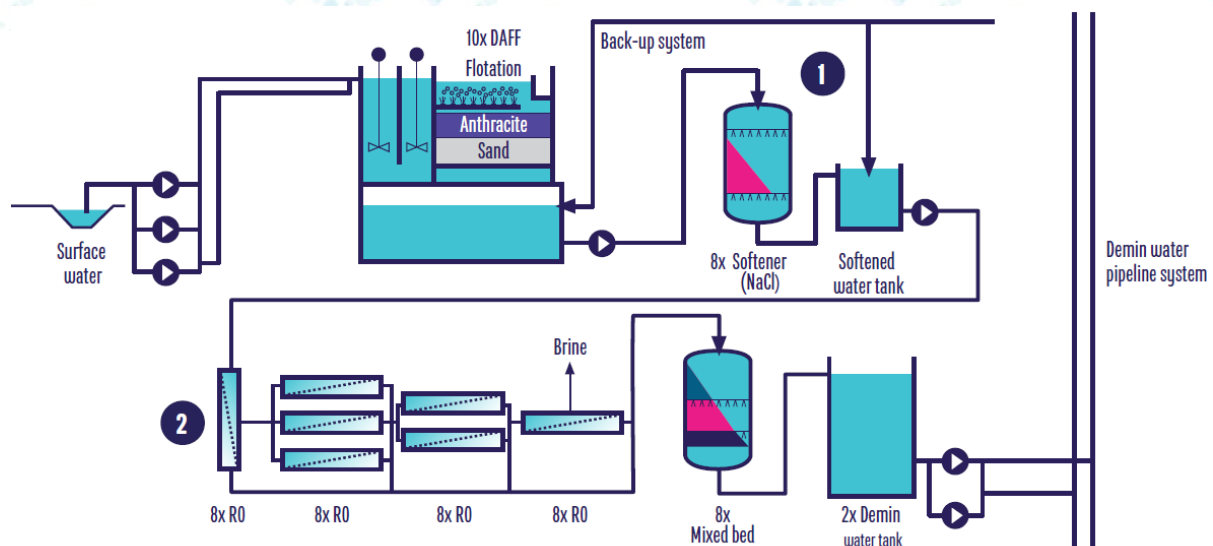 10x DAFF
Flotation
Back-up system
1
Anthracite
Sand
Surface
water
8x Softener
(NaCl)
Softened
water tank
Demin water
pipeline system
Brine
2
8x RO
8x RO
8x RO
8x RO
8x
Mixed bed
2x Demin
water tank